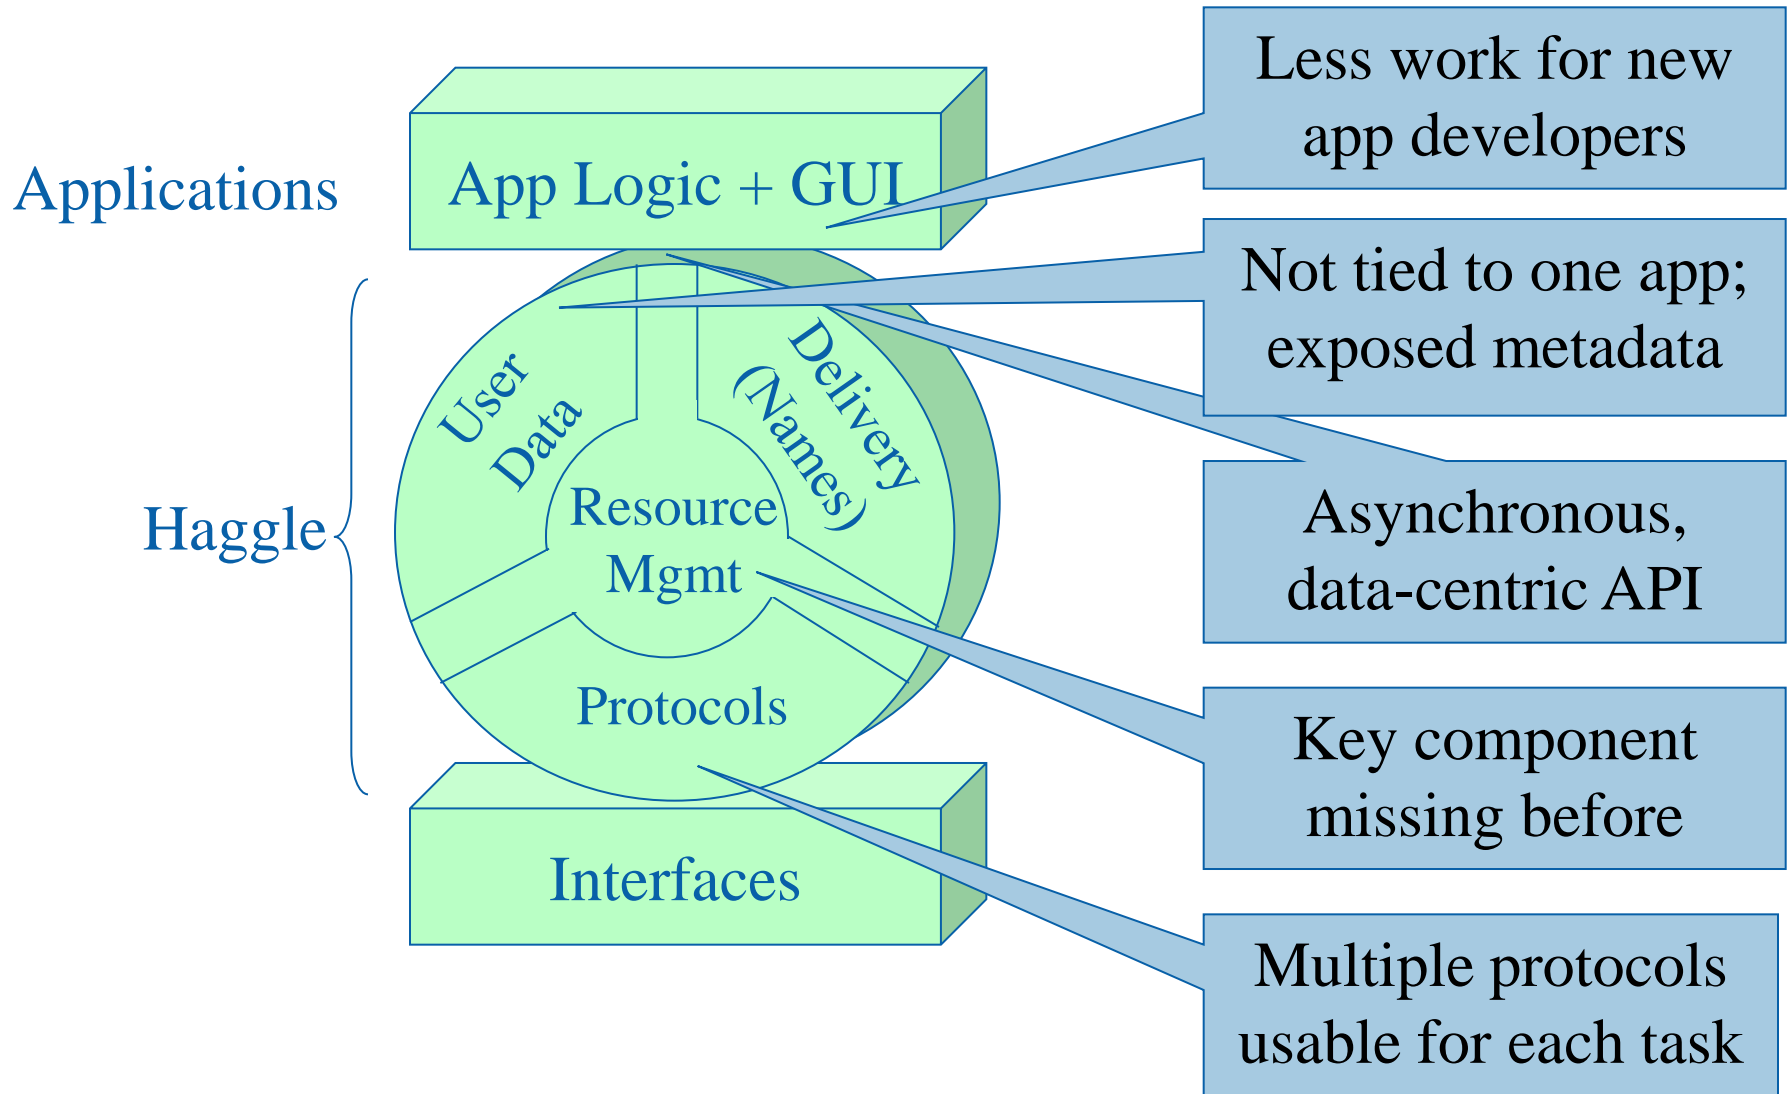 Applications
App Logic + GUI
Haggle
User
Data
Delivery
(Names)
Resource
Mgmt
Protocols
Interfaces
Less work for new
app developers
Not tied to one app;
exposed metadata
Asynchronous,
data-centric API
Key component
missing before
Multiple protocols
usable for each task